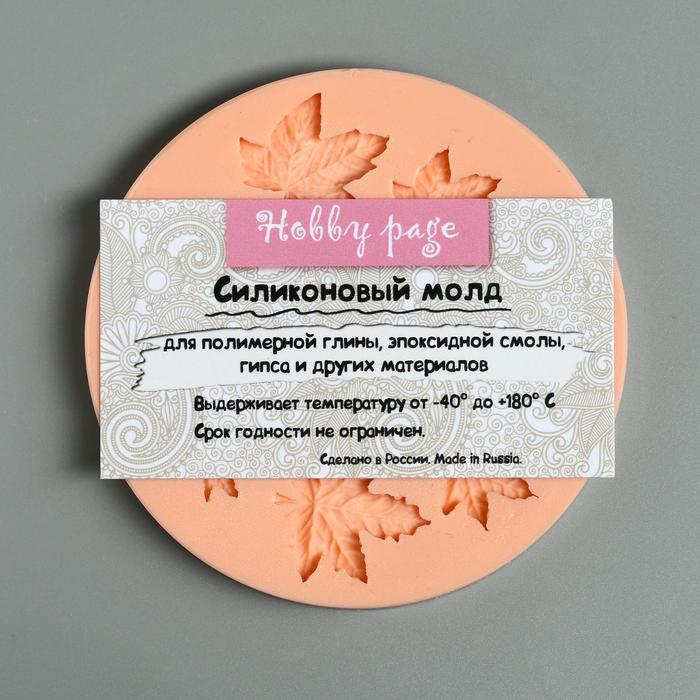 Hobby page
Силиконовый молд
для полимерной глины, эпоксидной смолы,
гипса и других материалов
Выдерживает температуру от -40° до +180° С
Срок годности не ограничен.
Сделано в России. Made in Russia.